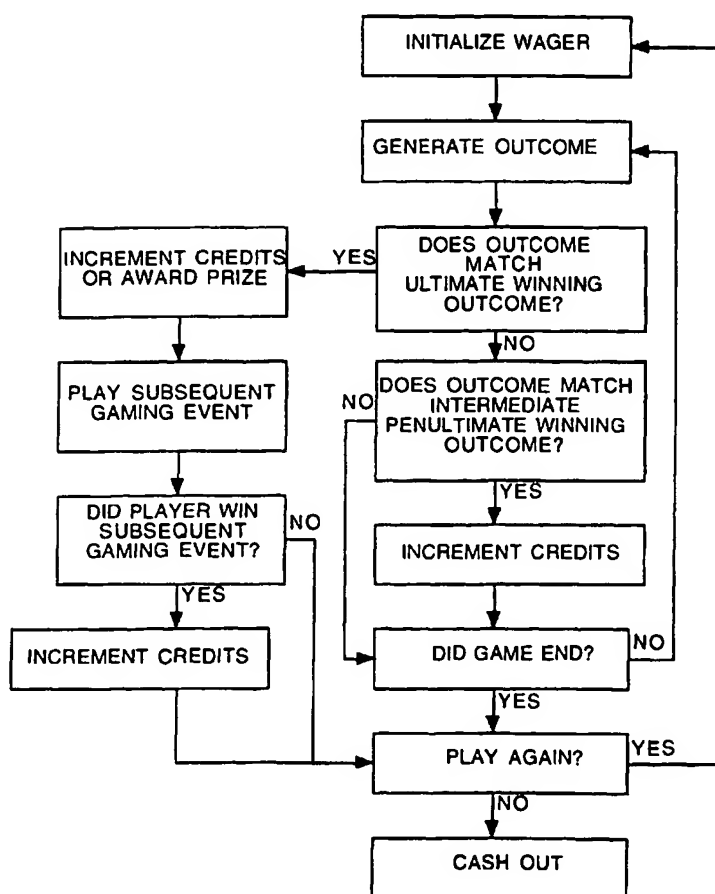 INITIALIZE WAGER
GENERATE OUTCOME
DOES OUTCOME
MATCH
ULTIMATE WINNING
OUTCOME?
YES
INCREMENT CREDITS
OR AWARD PRIZE
NO
PLAY SUBSEQUENT
GAMING EVENT
NO
DOES OUTCOME MATCH
INTERMEDIATE
PENULTIMATE WINNING
OUTCOME?
YES
DID PLAYER WIN
SUBSEQUENT
GAMING EVENT?
NO
YES
INCREMENT CREDITS
INCREMENT CREDITS
DID GAME END?
NO
YES
PLAY AGAIN?
YES
NO
CASH OUT